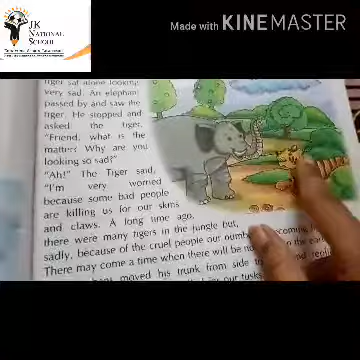 JK
NATIONAL
SCHOOL
Made with KINEMASTER
tiger sat alone looking
very sad. An elephant
passed by and saw the
tiger. He stopped and
asked the tiger,
"Friend, what is the
matter? Why are you
looking so sad?"
"Ah!" The Tiger said,
"I'm very worried
because some bad people
are killing us for our skins
and claws. A long time ago,
there were many tigers in the jungle but,
sadly, because of the cruel people our number
There may come a time when there will be
moved his trunk from side to
our tusks